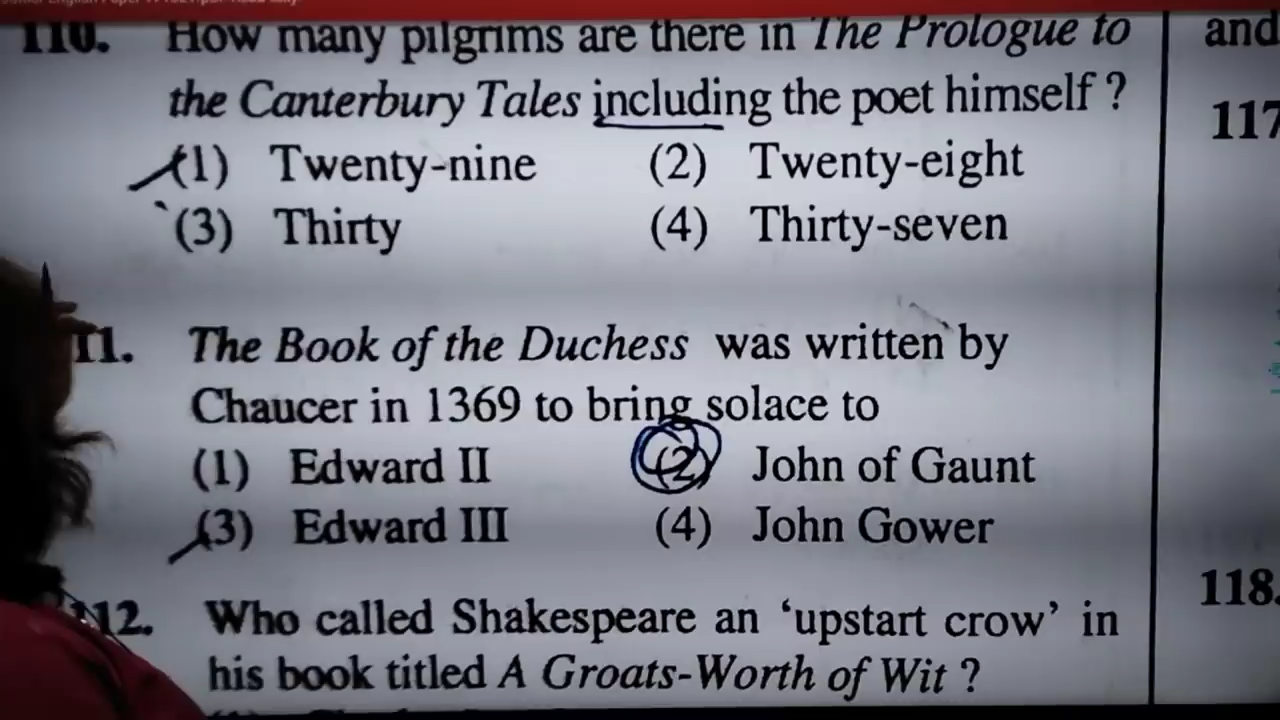 110. How many pilgrims are there in The Prologue to
the Canterbury Tales including the poet himself ?
(1) Twenty-nine (2) Twenty-eight
(3) Thirty (4) Thirty-seven
11. The Book of the Duchess was written by
Chaucer in 1369 to bring solace to
(1) Edward II (2) John of Gaunt
(3) Edward III (4) John Gower
112. Who called Shakespeare an ‘upstart crow’ in
his book titled A Groats-Worth of Wit ?
and
117
118.